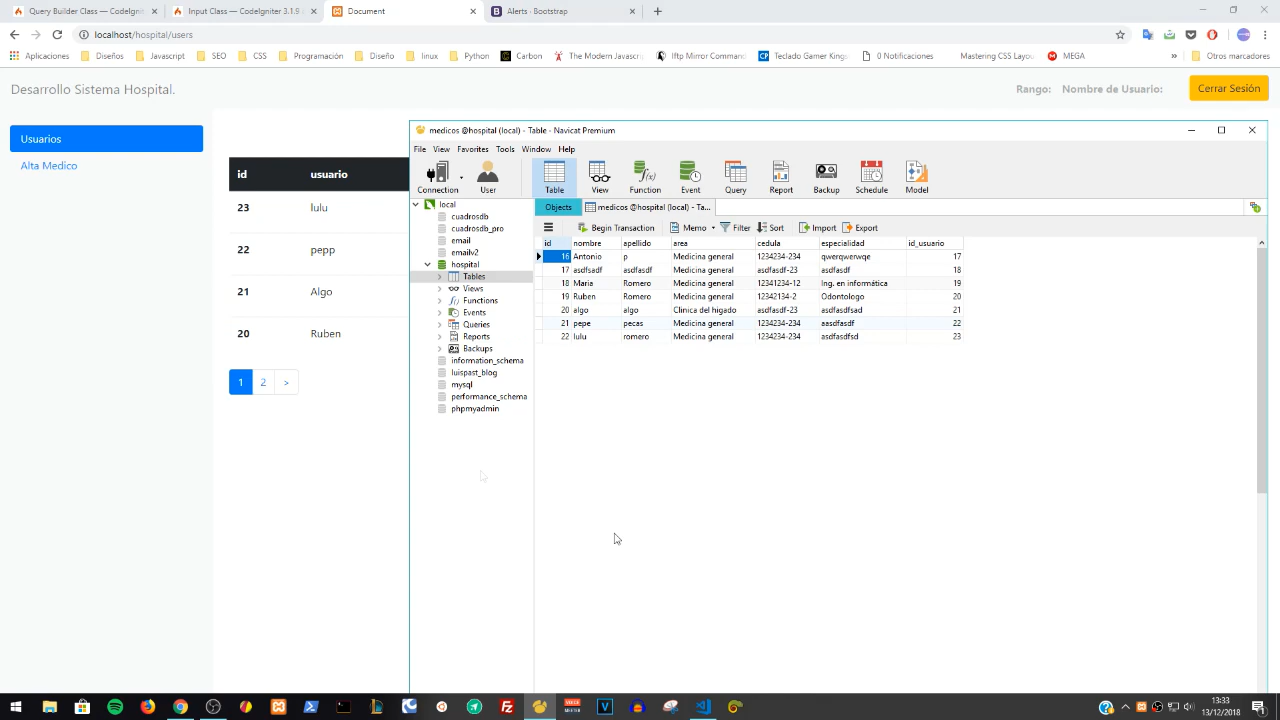 Query Builder Class — CodeIgnit
Input Class — CodeIgniter 3.1.9
Document
Alerts · Bootstrap
localhost/hospital/users
Aplicaciones
Diseños
Javascript
SEO
CSS
Programación
Diseño
linux
Python
Carbon
The Modern Javascri
lftp Mirror Command
Teclado Gamer King
0 Notificaciones
Mastering CSS Layou
MEGA
»
Otros marcadores
Desarrollo Sistema Hospital.
Rango:
Nombre de Usuario:
Cerrar Sesión
Usuarios
Alta Medico
id usuario
23 lulu
22 pepp
21 Algo
20 Ruben
1 2 >
medicos @hospital (local) - Table - Navicat Premium
File View Favorites Tools Window Help
Connection User Table View Function Event Query Report Backup Schedule Model
local
cuadrosdb
cuadrosdb_pro
email
emailv2
hospital
Tables
Views
Functions
Events
Queries
Reports
Backups
information_schema
luispast_blog
mysql
performance_schema
phpmyadmin
Objects
medicos @hospital (local) - Ta...
Begin Transaction Memo Filter Sort Import Export
id nombre apellido area cedula especialidad id_usuario
16 Antonio p Medicina general 1234234-234 qwerqwerwqe 17
17 asdfsadf asdfasdf Medicina general asdfasdf-23 asdfasdf 18
18 Maria Romero Medicina general 12341234-12 Ing. en informática 19
19 Ruben Romero Medicina general 12342134-2 Odontologo 20
20 algo algo Clinica del higado asdfasdf-23 asdfasdfsad 21
21 pepe pecas Medicina general 1234234-234 aasdfasdf 22
22 lulu romero Medicina general 1234234-234 asdfasdfsd 23
13:33
13/12/2018